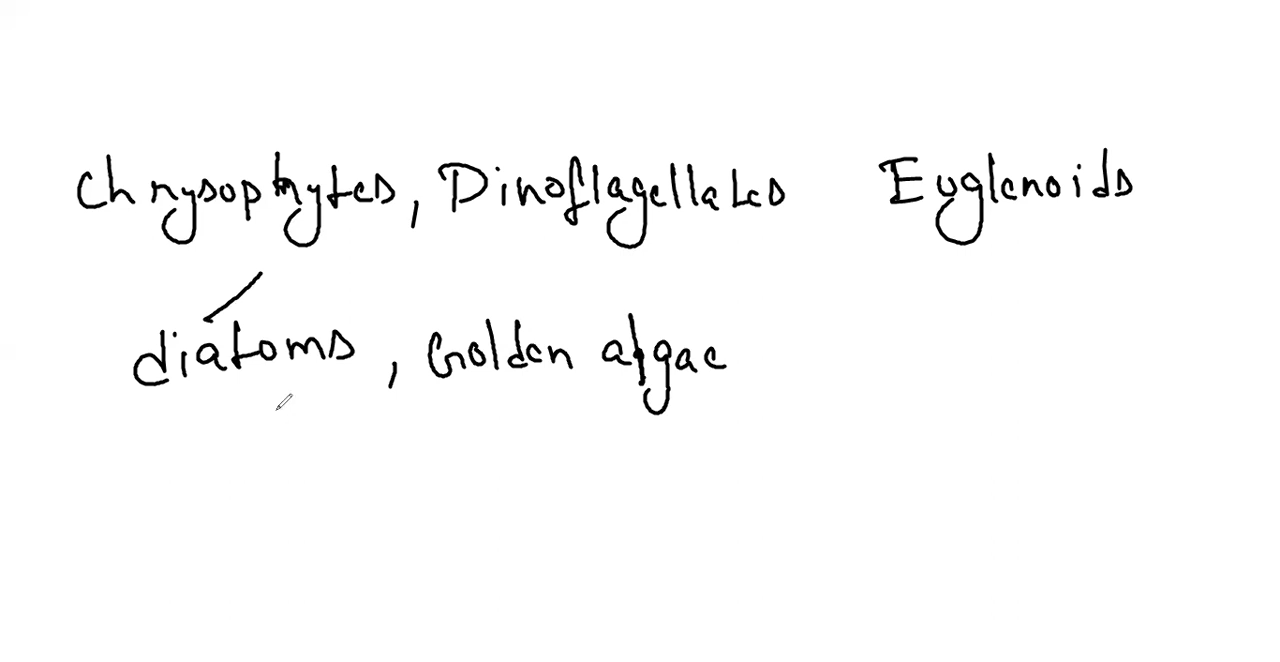 Chrysophytes, Dinoflagellates Euglenoids
diatoms, Golden algae